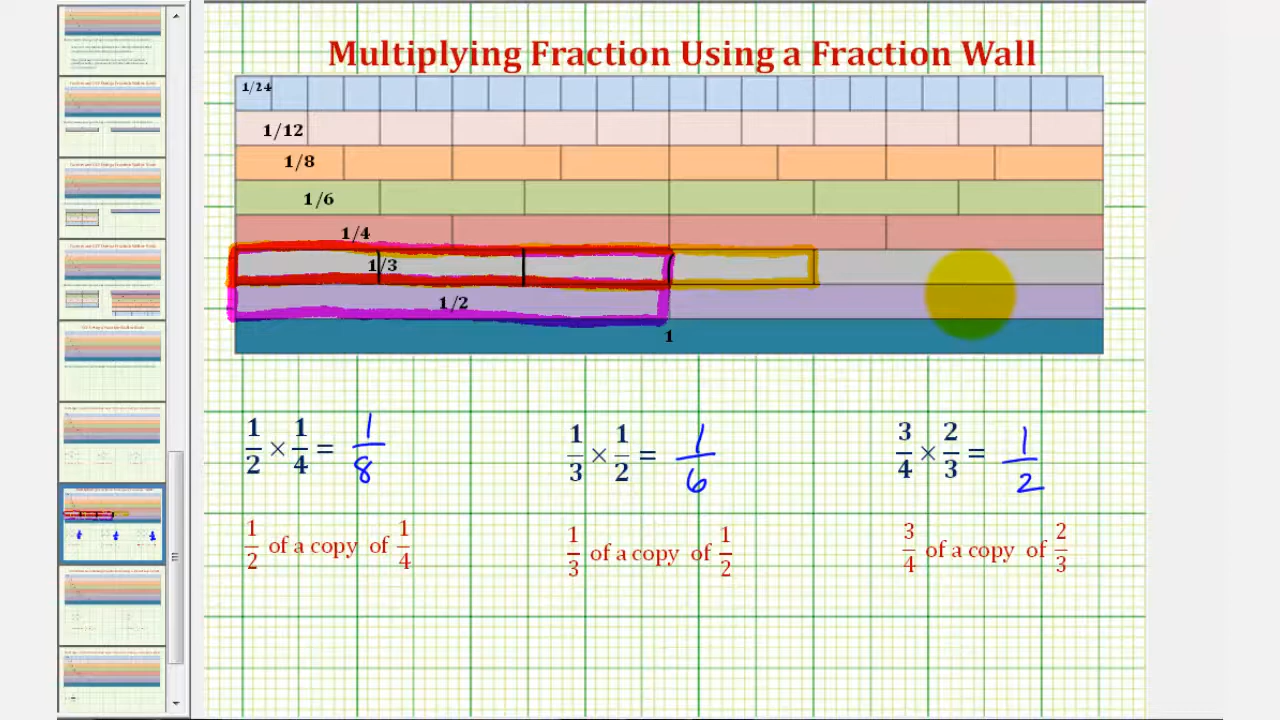 Multiplying Fraction Using a Fraction Wall
1/24
1/12
1/8
1/6
1/4
1/3
1/2
1
1/2 × 1/4 = 1/8
1/3 × 1/2 = 1/6
3/4 × 2/3 = 1/2
1/2 of a copy of 1/4
1/3 of a copy of 1/2
3/4 of a copy of 2/3